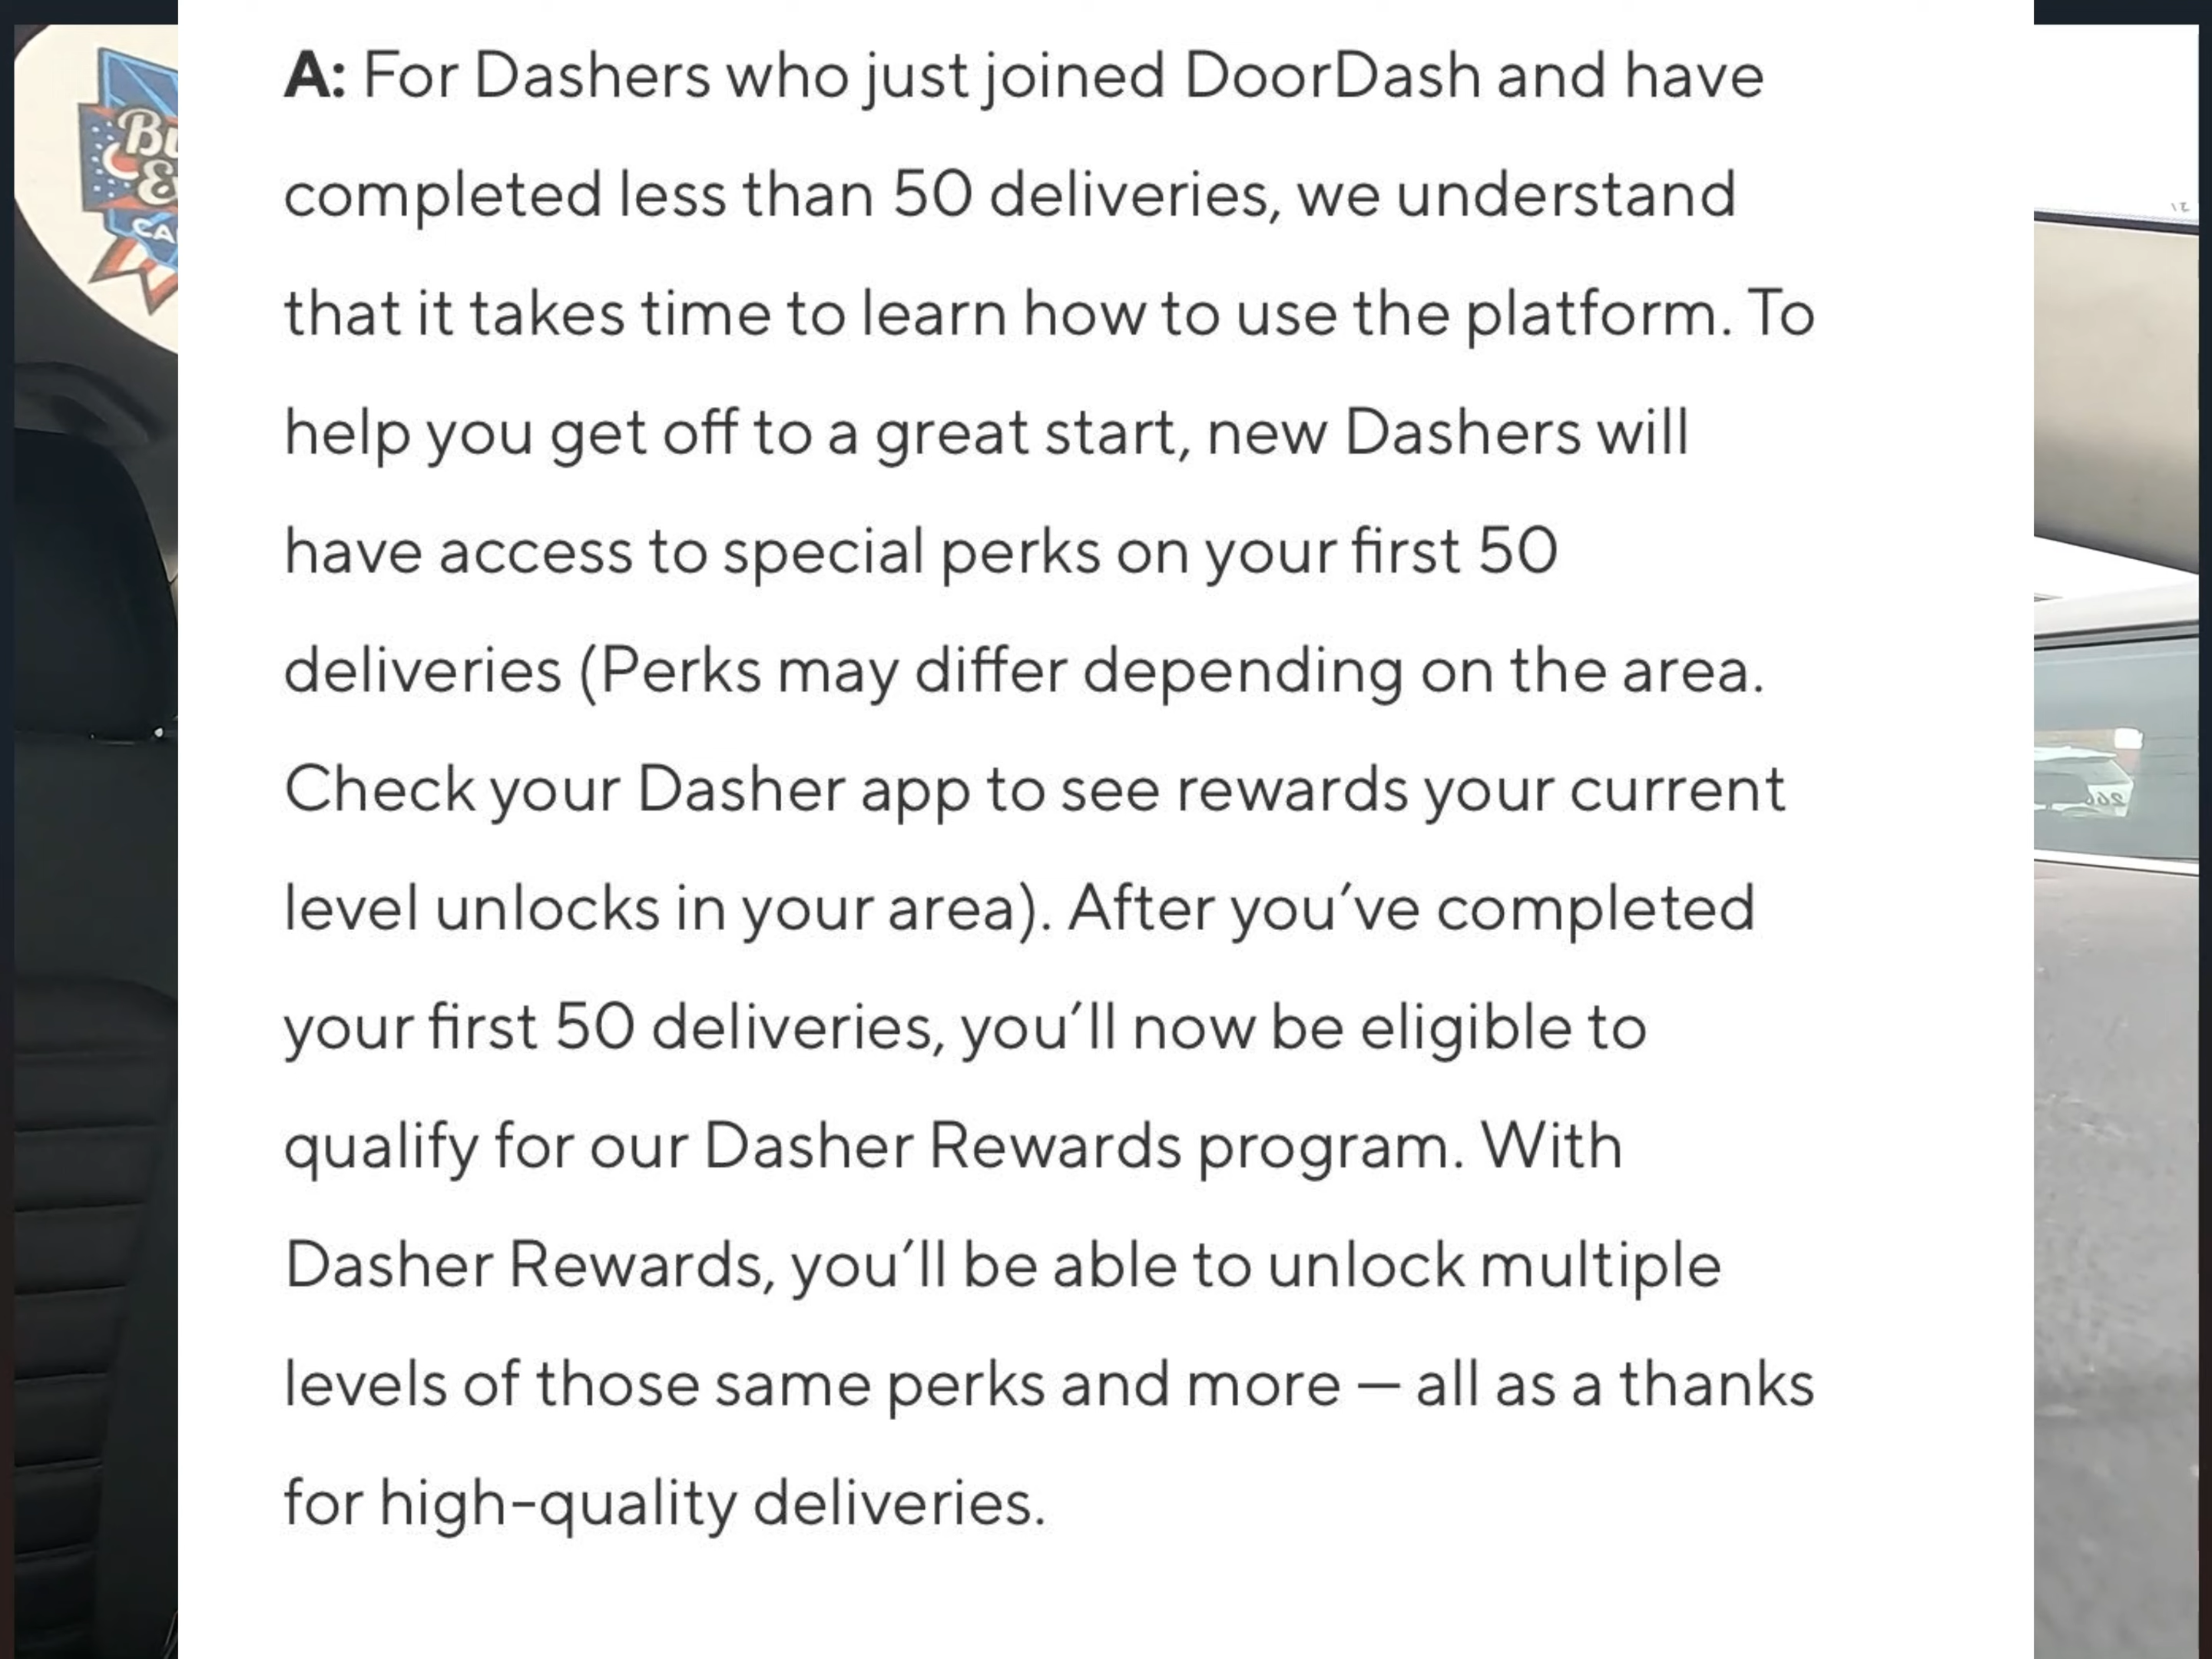 A: For Dashers who just joined DoorDash and have
completed less than 50 deliveries, we understand
that it takes time to learn how to use the platform. To
help you get off to a great start, new Dashers will
have access to special perks on your first 50
deliveries (Perks may differ depending on the area.
Check your Dasher app to see rewards your current
level unlocks in your area). After you’ve completed
your first 50 deliveries, you’ll now be eligible to
qualify for our Dasher Rewards program. With
Dasher Rewards, you’ll be able to unlock multiple
levels of those same perks and more – all as a thanks
for high-quality deliveries.